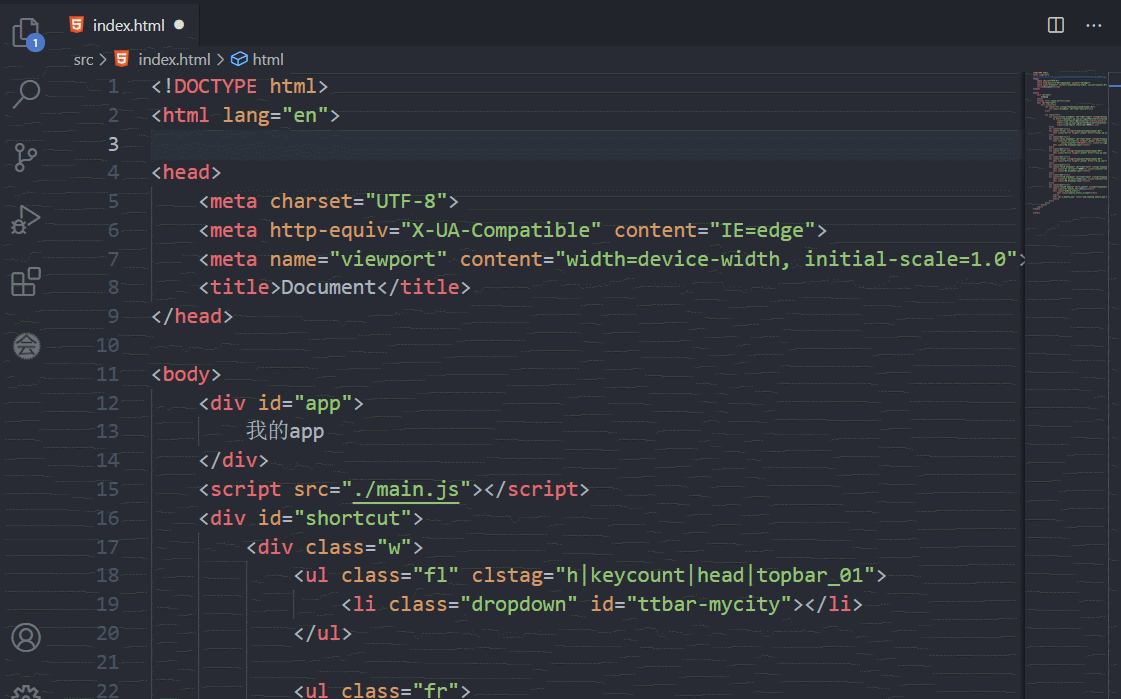 index.html
1
src > index.html > html
1 <!DOCTYPE html>
2 <html lang="en">
3
4 <head>
5     <meta charset="UTF-8">
6     <meta http-equiv="X-UA-Compatible" content="IE=edge">
7     <meta name="viewport" content="width=device-width, initial-scale=1.0">
8     <title>Document</title>
9 </head>
10
11 <body>
12     <div id="app">
13         我的app
14     </div>
15     <script src="./main.js"></script>
16     <div id="shortcut">
17         <div class="w">
18             <ul class="fl" clstag="h|keycount|head|topbar_01">
19                 <li class="dropdown" id="ttbar-mycity"></li>
20             </ul>
21
22             <ul class="fr">